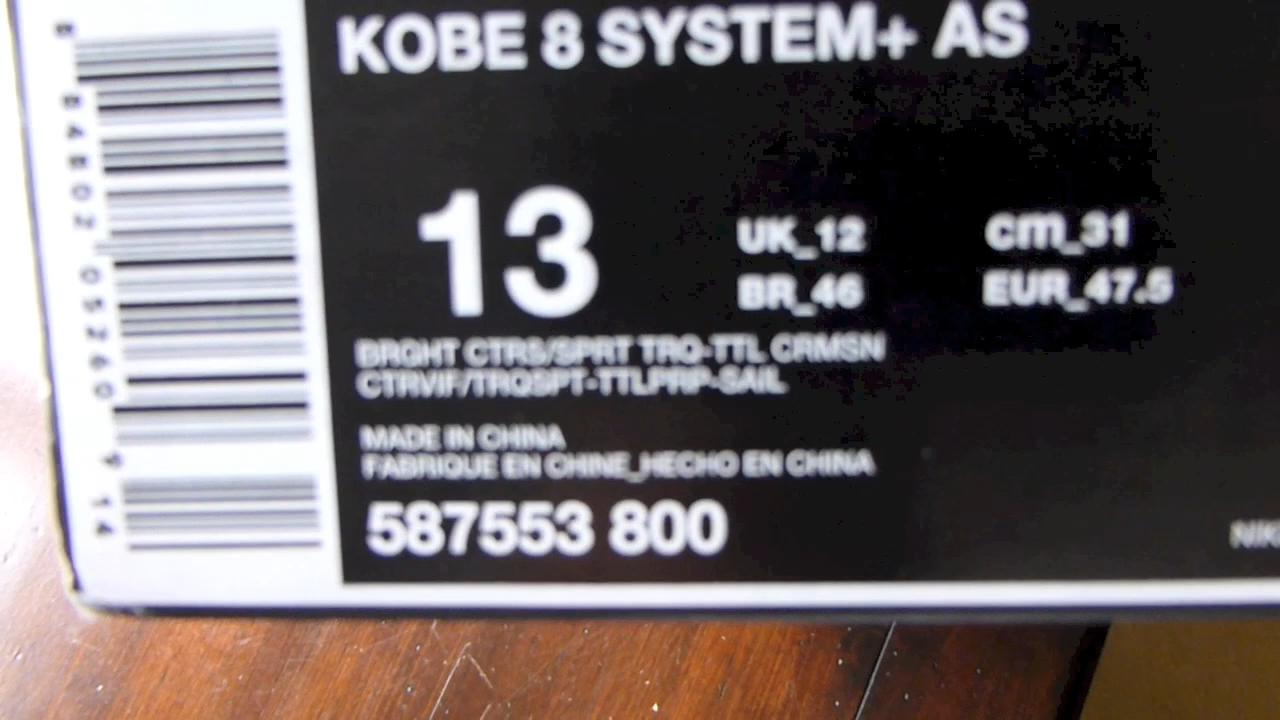 KOBE 8 SYSTEM+ AS
13
UK_12
cm_31
BR_46
EUR_47.5
BRGHT CTRS/SPRT TRQ-TTL CRMSN
CTRVIF/TRQSPT-TTLPRP-SAIL
MADE IN CHINA
FABRIQUE EN CHINE_HECHO EN CHINA
587553 800